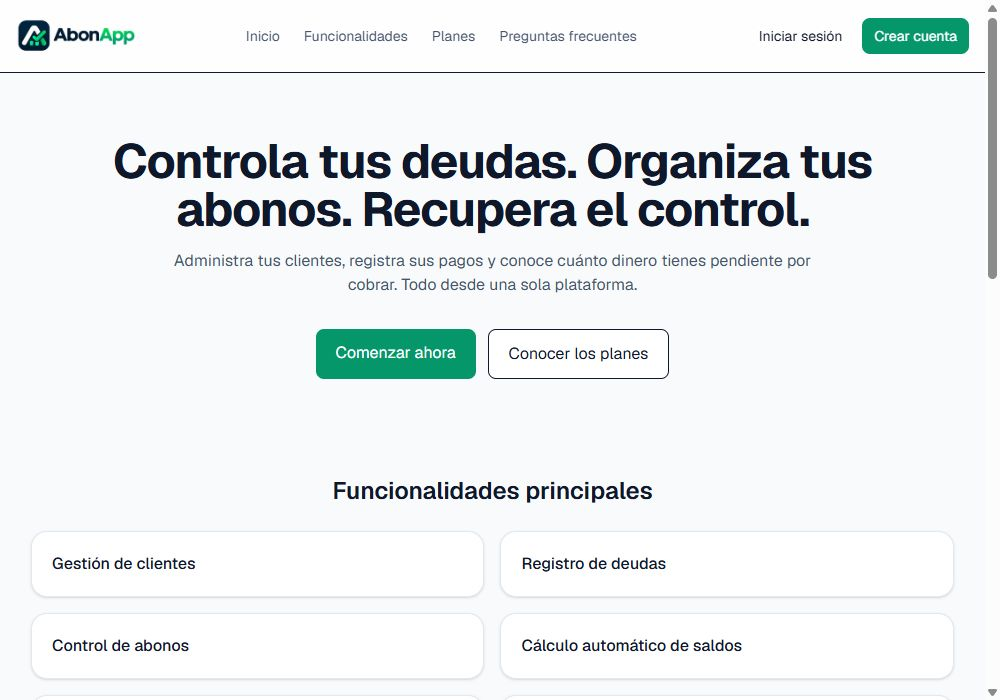 AbonApp
Inicio
Funcionalidades
Planes
Preguntas frecuentes
Iniciar sesión
Crear cuenta
Controla tus deudas. Organiza tus
abonos. Recupera el control.
Administra tus clientes, registra sus pagos y conoce cuánto dinero tienes pendiente por
cobrar. Todo desde una sola plataforma.
Comenzar ahora
Conocer los planes
Funcionalidades principales
Gestión de clientes
Registro de deudas
Control de abonos
Cálculo automático de saldos